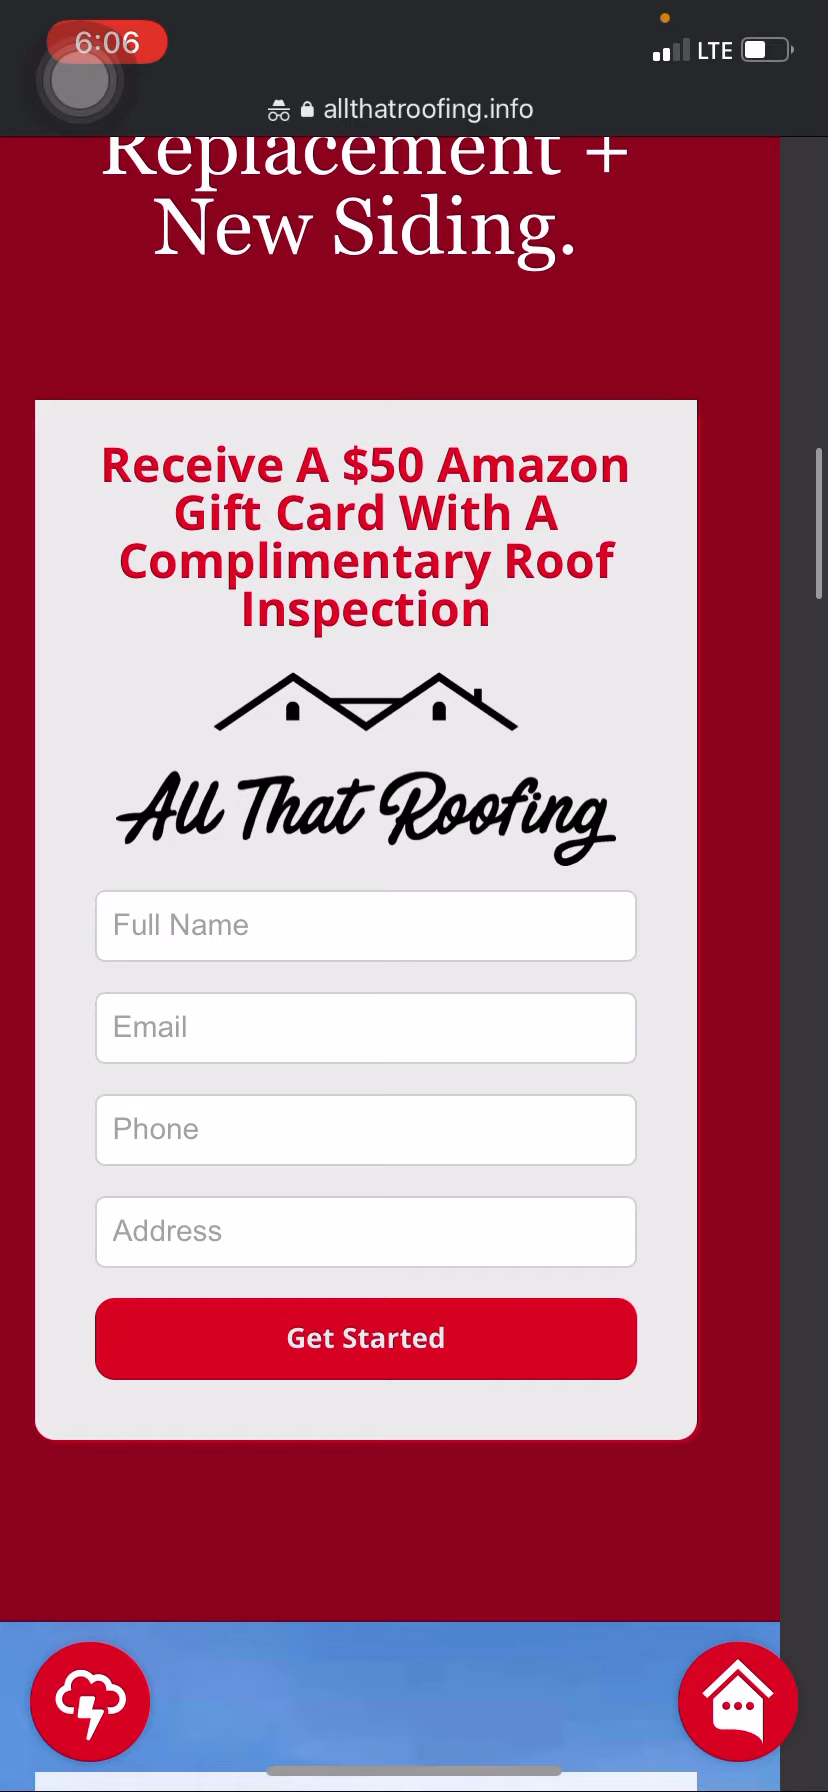 6:06
LTE
allthatroofing.info
Replacement +
New Siding.
Receive A $50 Amazon
Gift Card With A
Complimentary Roof
Inspection
All That Roofing
Full Name
Email
Phone
Address
Get Started